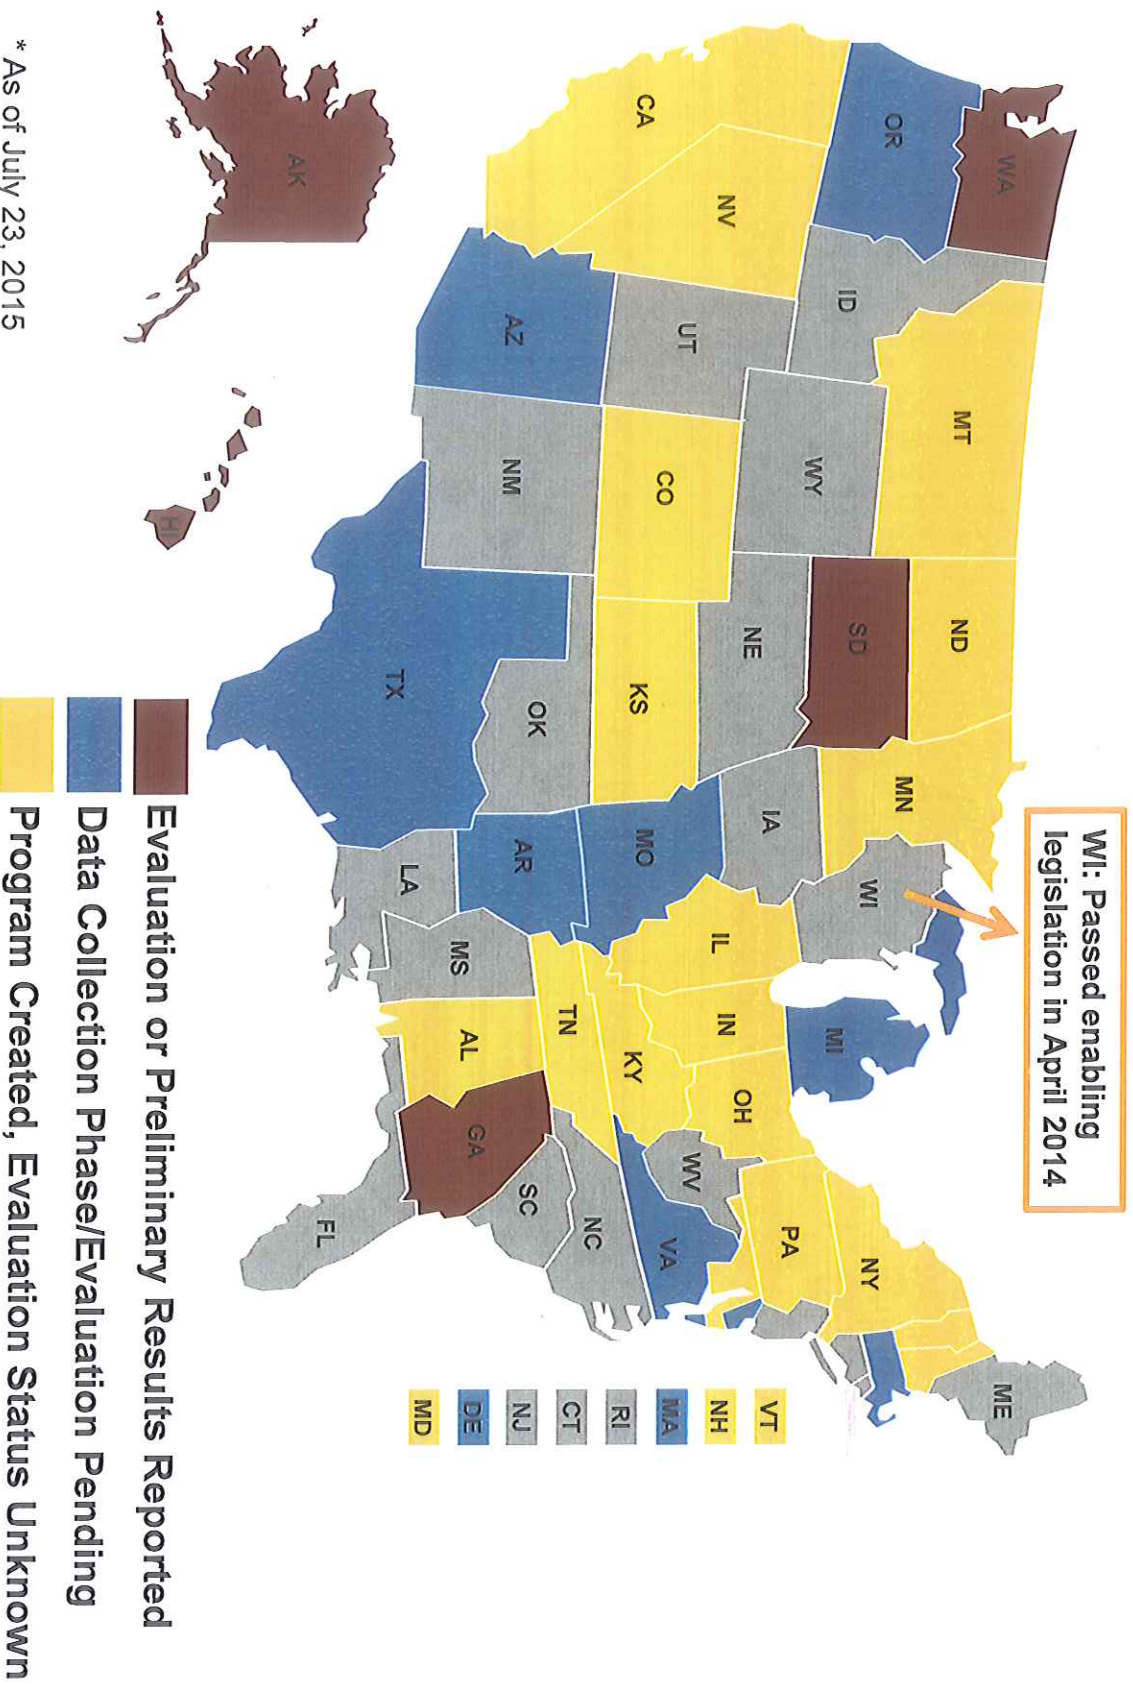 WI: Passed enabling
legislation in April 2014
WA
OR
CA
NV
ID
UT
AZ
MT
WY
CO
NM
ND
SD
NE
KS
OK
TX
MN
IA
MO
AR
LA
WI
IL
MS
MI
IN
KY
TN
AL
OH
WV
GA
SC
NC
FL
VA
PA
NY
ME
VT
NH
MA
RI
CT
NJ
DE
MD
AK
HI
Evaluation or Preliminary Results Reported
Data Collection Phase/Evaluation Pending
Program Created, Evaluation Status Unknown
* As of July 23, 2015